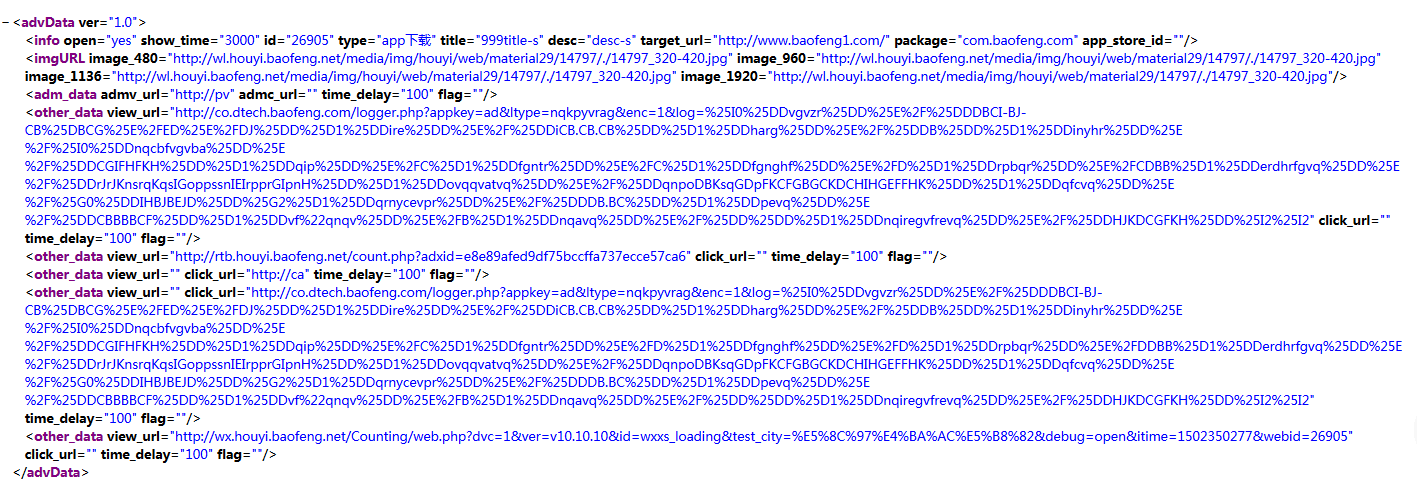 − <advData ver="1.0">
<info open="yes" show_time="3000" id="26905" type="app下载" title="999title-s" desc="desc-s" target_url="http://www.baofeng1.com/" package="com.baofeng.com" app_store_id=""/>
<imgURL image_480="http://wl.houyi.baofeng.net/media/img/houyi/web/material29/14797/./14797_320-420.jpg" image_960="http://wl.houyi.baofeng.net/media/img/houyi/web/material29/14797/./14797_320-420.jpg"
image_1136="http://wl.houyi.baofeng.net/media/img/houyi/web/material29/14797/./14797_320-420.jpg" image_1920="http://wl.houyi.baofeng.net/media/img/houyi/web/material29/14797/./14797_320-420.jpg"/>
<adm_data admv_url="http://pv" admc_url="" time_delay="100" flag=""/>
<other_data view_url="http://co.dtech.baofeng.com/logger.php?appkey=ad&ltype=nqkpyvrag&enc=1&log=%25I0%25DDvgvzr%25DD%25E%2F%25DDDBCI-BJ-
CB%25DBCG%25E%2FED%25E%2FDJ%25DD%25D1%25DDire%25DD%25E%2F%25DDiCB.CB.CB%25DD%25D1%25DDharg%25DD%25E%2F%25DDB%25DD%25D1%25DDinyhr%25DD%25E
%2F%25I0%25DDnqcbfvgvba%25DD%25E
%2F%25DDCGIFHFKH%25DD%25D1%25DDqip%25DD%25E%2FC%25D1%25DDfgntr%25DD%25E%2FC%25D1%25DDfgnghf%25DD%25E%2FD%25D1%25DDrpbqr%25DD%25E%2FCDBB%25D1%25DDerdhrfgvq%25DD%25E
%2F%25DDrJrJKnsrqKqsIGoppssnIEIrpprGIpnH%25DD%25D1%25DDovqqvatvq%25DD%25E%2F%25DDqnpoDBKsqGDpFKCFGBGCKDCHIHGEFFHK%25DD%25D1%25DDqfcvq%25DD%25E
%2F%25G0%25DDIHBJBEJD%25DD%25G2%25D1%25DDqrnycevpr%25DD%25E%2F%25DDDB.BC%25DD%25D1%25DDpevq%25DD%25E
%2F%25DDCBBBBCF%25DD%25D1%25DDvf%22qnqv%25DD%25E%2FB%25D1%25DDnqavq%25DD%25E%2F%25DD%25DD%25D1%25DDnqiregvfrevq%25DD%25E%2F%25DDHJKDCGFKH%25DD%25I2%25I2" click_url=""
time_delay="100" flag=""/>
<other_data view_url="http://rtb.houyi.baofeng.net/count.php?adxid=e8e89afed9df75bccffa737ecce57ca6" click_url="" time_delay="100" flag=""/>
<other_data view_url="" click_url="http://ca" time_delay="100" flag=""/>
<other_data view_url="" click_url="http://co.dtech.baofeng.com/logger.php?appkey=ad&ltype=nqkpyvrag&enc=1&log=%25I0%25DDvgvzr%25DD%25E%2F%25DDDBCI-BJ-
CB%25DBCG%25E%2FED%25E%2FDJ%25DD%25D1%25DDire%25DD%25E%2F%25DDiCB.CB.CB%25DD%25D1%25DDharg%25DD%25E%2F%25DDB%25DD%25D1%25DDinyhr%25DD%25E
%2F%25I0%25DDnqcbfvgvba%25DD%25E
%2F%25DDCGIFHFKH%25DD%25D1%25DDqip%25DD%25E%2FC%25D1%25DDfgntr%25DD%25E%2FD%25D1%25DDfgnghf%25DD%25E%2FD%25D1%25DDrpbqr%25DD%25E%2FDDBB%25D1%25DDerdhrfgvq%25DD%25E
%2F%25DDrJrJKnsrqKqsIGoppssnIEIrpprGIpnH%25DD%25D1%25DDovqqvatvq%25DD%25E%2F%25DDqnpoDBKsqGDpFKCFGBGCKDCHIHGEFFHK%25DD%25D1%25DDqfcvq%25DD%25E
%2F%25G0%25DDIHBJBEJD%25DD%25G2%25D1%25DDqrnycevpr%25DD%25E%2F%25DDDB.BC%25DD%25D1%25DDpevq%25DD%25E
%2F%25DDCBBBBCF%25DD%25D1%25DDvf%22qnqv%25DD%25E%2FB%25D1%25DDnqavq%25DD%25E%2F%25DD%25DD%25D1%25DDnqiregvfrevq%25DD%25E%2F%25DDHJKDCGFKH%25DD%25I2%25I2"
time_delay="100" flag=""/>
<other_data view_url="http://wx.houyi.baofeng.net/Counting/web.php?dvc=1&ver=v10.10.10&id=wxxs_loading&test_city=%E5%8C%97%E4%BA%AC%E5%B8%82&debug=open&itime=1502350277&webid=26905"
click_url="" time_delay="100" flag=""/>
</advData>